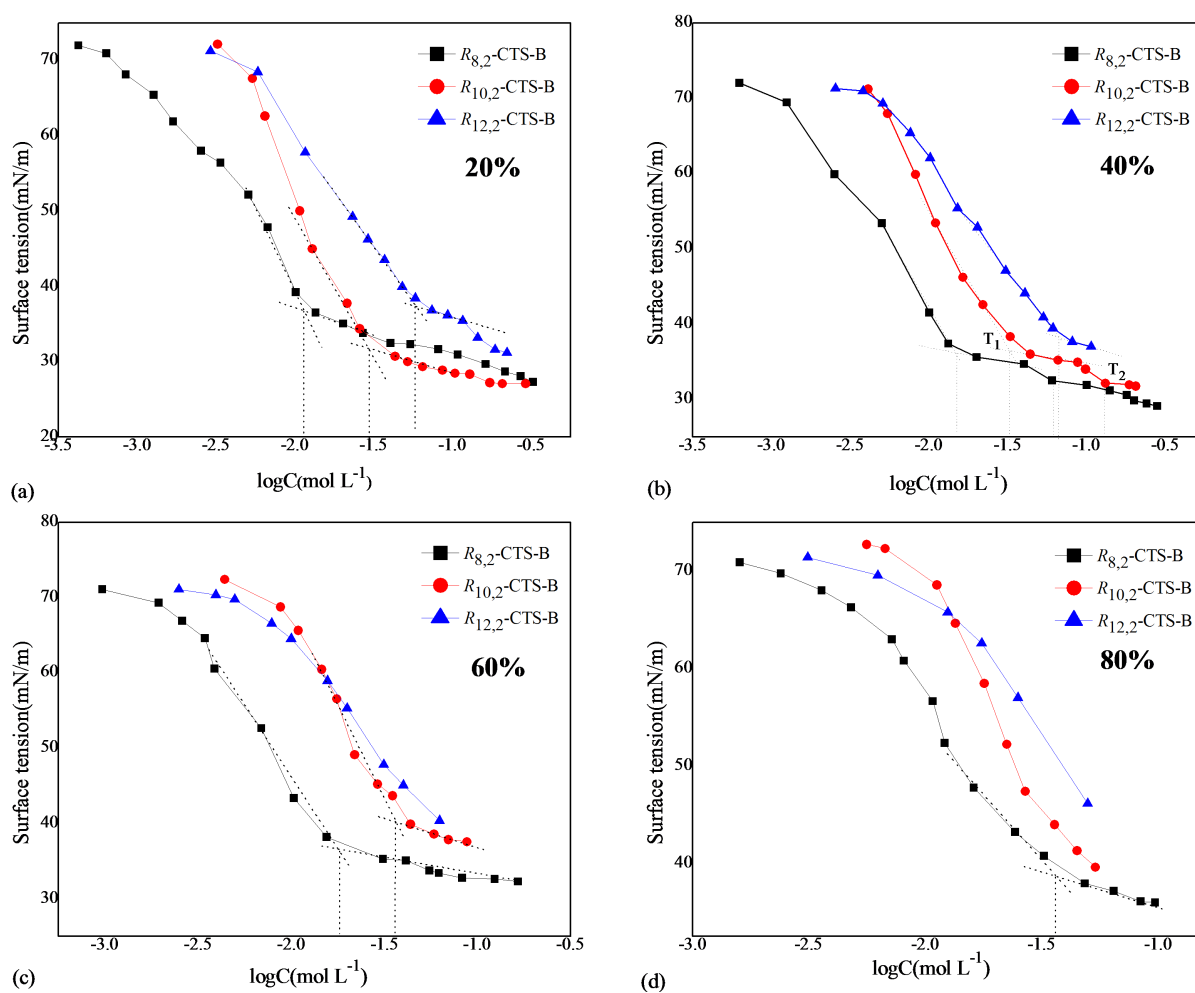 70
60
50
40
30
20
Surface tension(mN/m)
R8,2-CTS-B
R10,2-CTS-B
R12,2-CTS-B
20%
-3.5 -3.0 -2.5 -2.0 -1.5 -1.0 -0.5
logC(mol L-1)
(a)
80
70
60
50
40
30
Surface tension(mN/m)
R8,2-CTS-B
R10,2-CTS-B
R12,2-CTS-B
40%
T1
T2
-3.5 -3.0 -2.5 -2.0 -1.5 -1.0 -0.5
logC(mol L-1)
(b)
80
70
60
50
40
30
Surface tension(mN/m)
R8,2-CTS-B
R10,2-CTS-B
R12,2-CTS-B
60%
-3.0 -2.5 -2.0 -1.5 -1.0 -0.5
logC(mol L-1)
(c)
70
60
50
40
Surface tension(mN/m)
R8,2-CTS-B
R10,2-CTS-B
R12,2-CTS-B
80%
-3.0 -2.5 -2.0 -1.5 -1.0
logC(mol L-1)
(d)